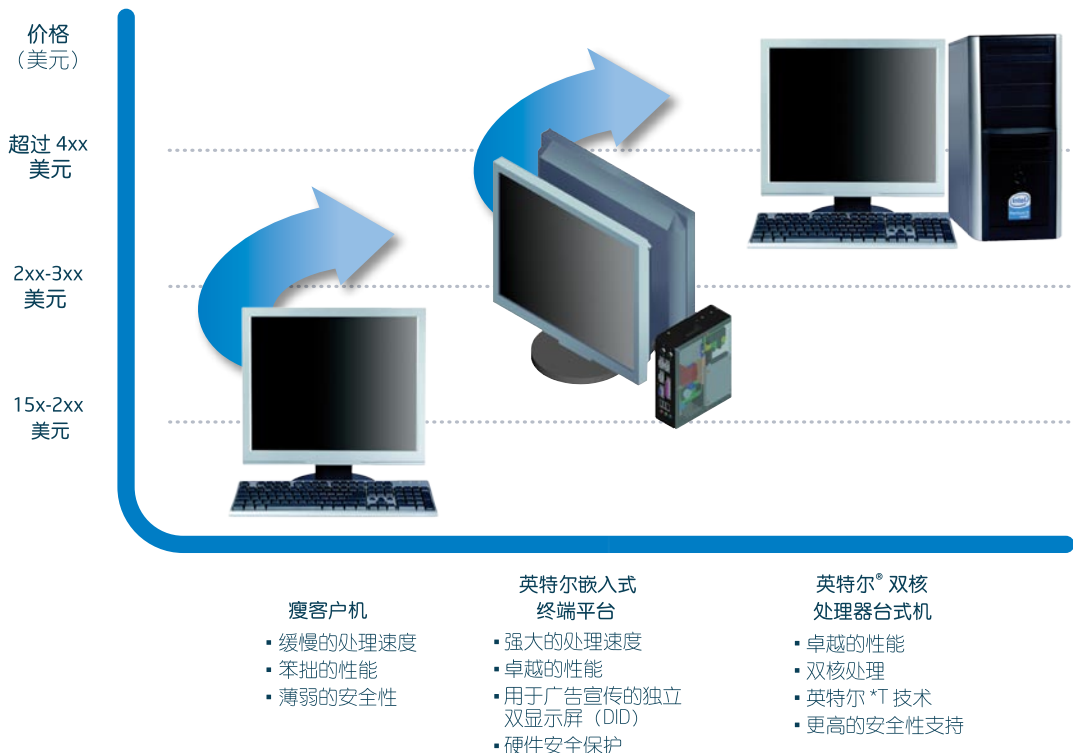 价格
（美元）
超过 4xx
美元
2xx-3xx
美元
15x-2xx
美元
瘦客户机
▪ 缓慢的处理速度
▪ 笨拙的性能
▪ 薄弱的安全性
英特尔嵌入式
终端平台
▪ 强大的处理速度
▪ 卓越的性能
▪ 用于广告宣传的独立
双显示屏（DID）
▪ 硬件安全保护
英特尔® 双核
处理器台式机
▪ 卓越的性能
▪ 双核处理
▪ 英特尔 *T 技术
▪ 更高的安全性支持
intel